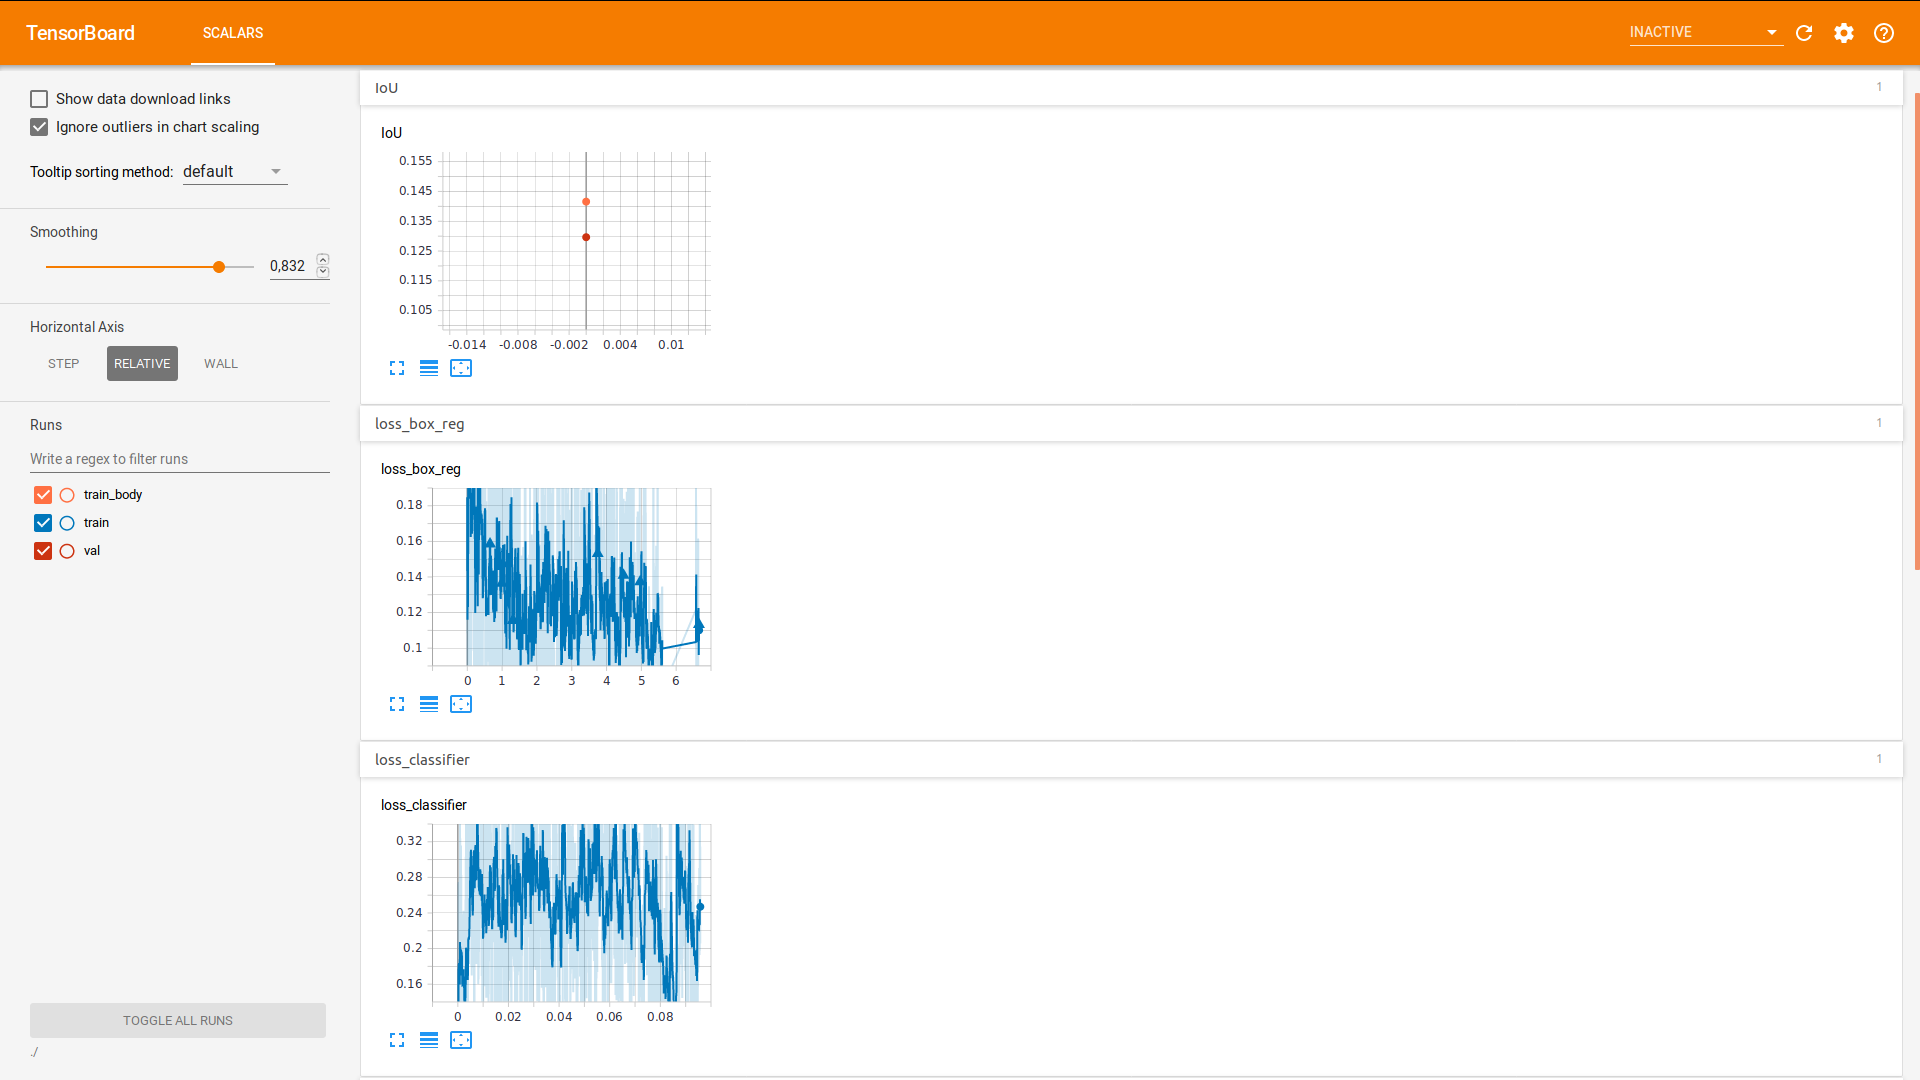 TensorBoard
SCALARS
INACTIVE
Show data download links
Ignore outliers in chart scaling
Tooltip sorting method: default
Smoothing
0,832
Horizontal Axis
STEP RELATIVE WALL
Runs
Write a regex to filter runs
train_body
train
val
TOGGLE ALL RUNS
./
IoU 1
IoU
0.155
0.145
0.135
0.125
0.115
0.105
-0.014 -0.008 -0.002 0.004 0.01
loss_box_reg 1
loss_box_reg
0.18
0.16
0.14
0.12
0.1
0 1 2 3 4 5 6
loss_classifier 1
loss_classifier
0.32
0.28
0.24
0.2
0.16
0 0.02 0.04 0.06 0.08